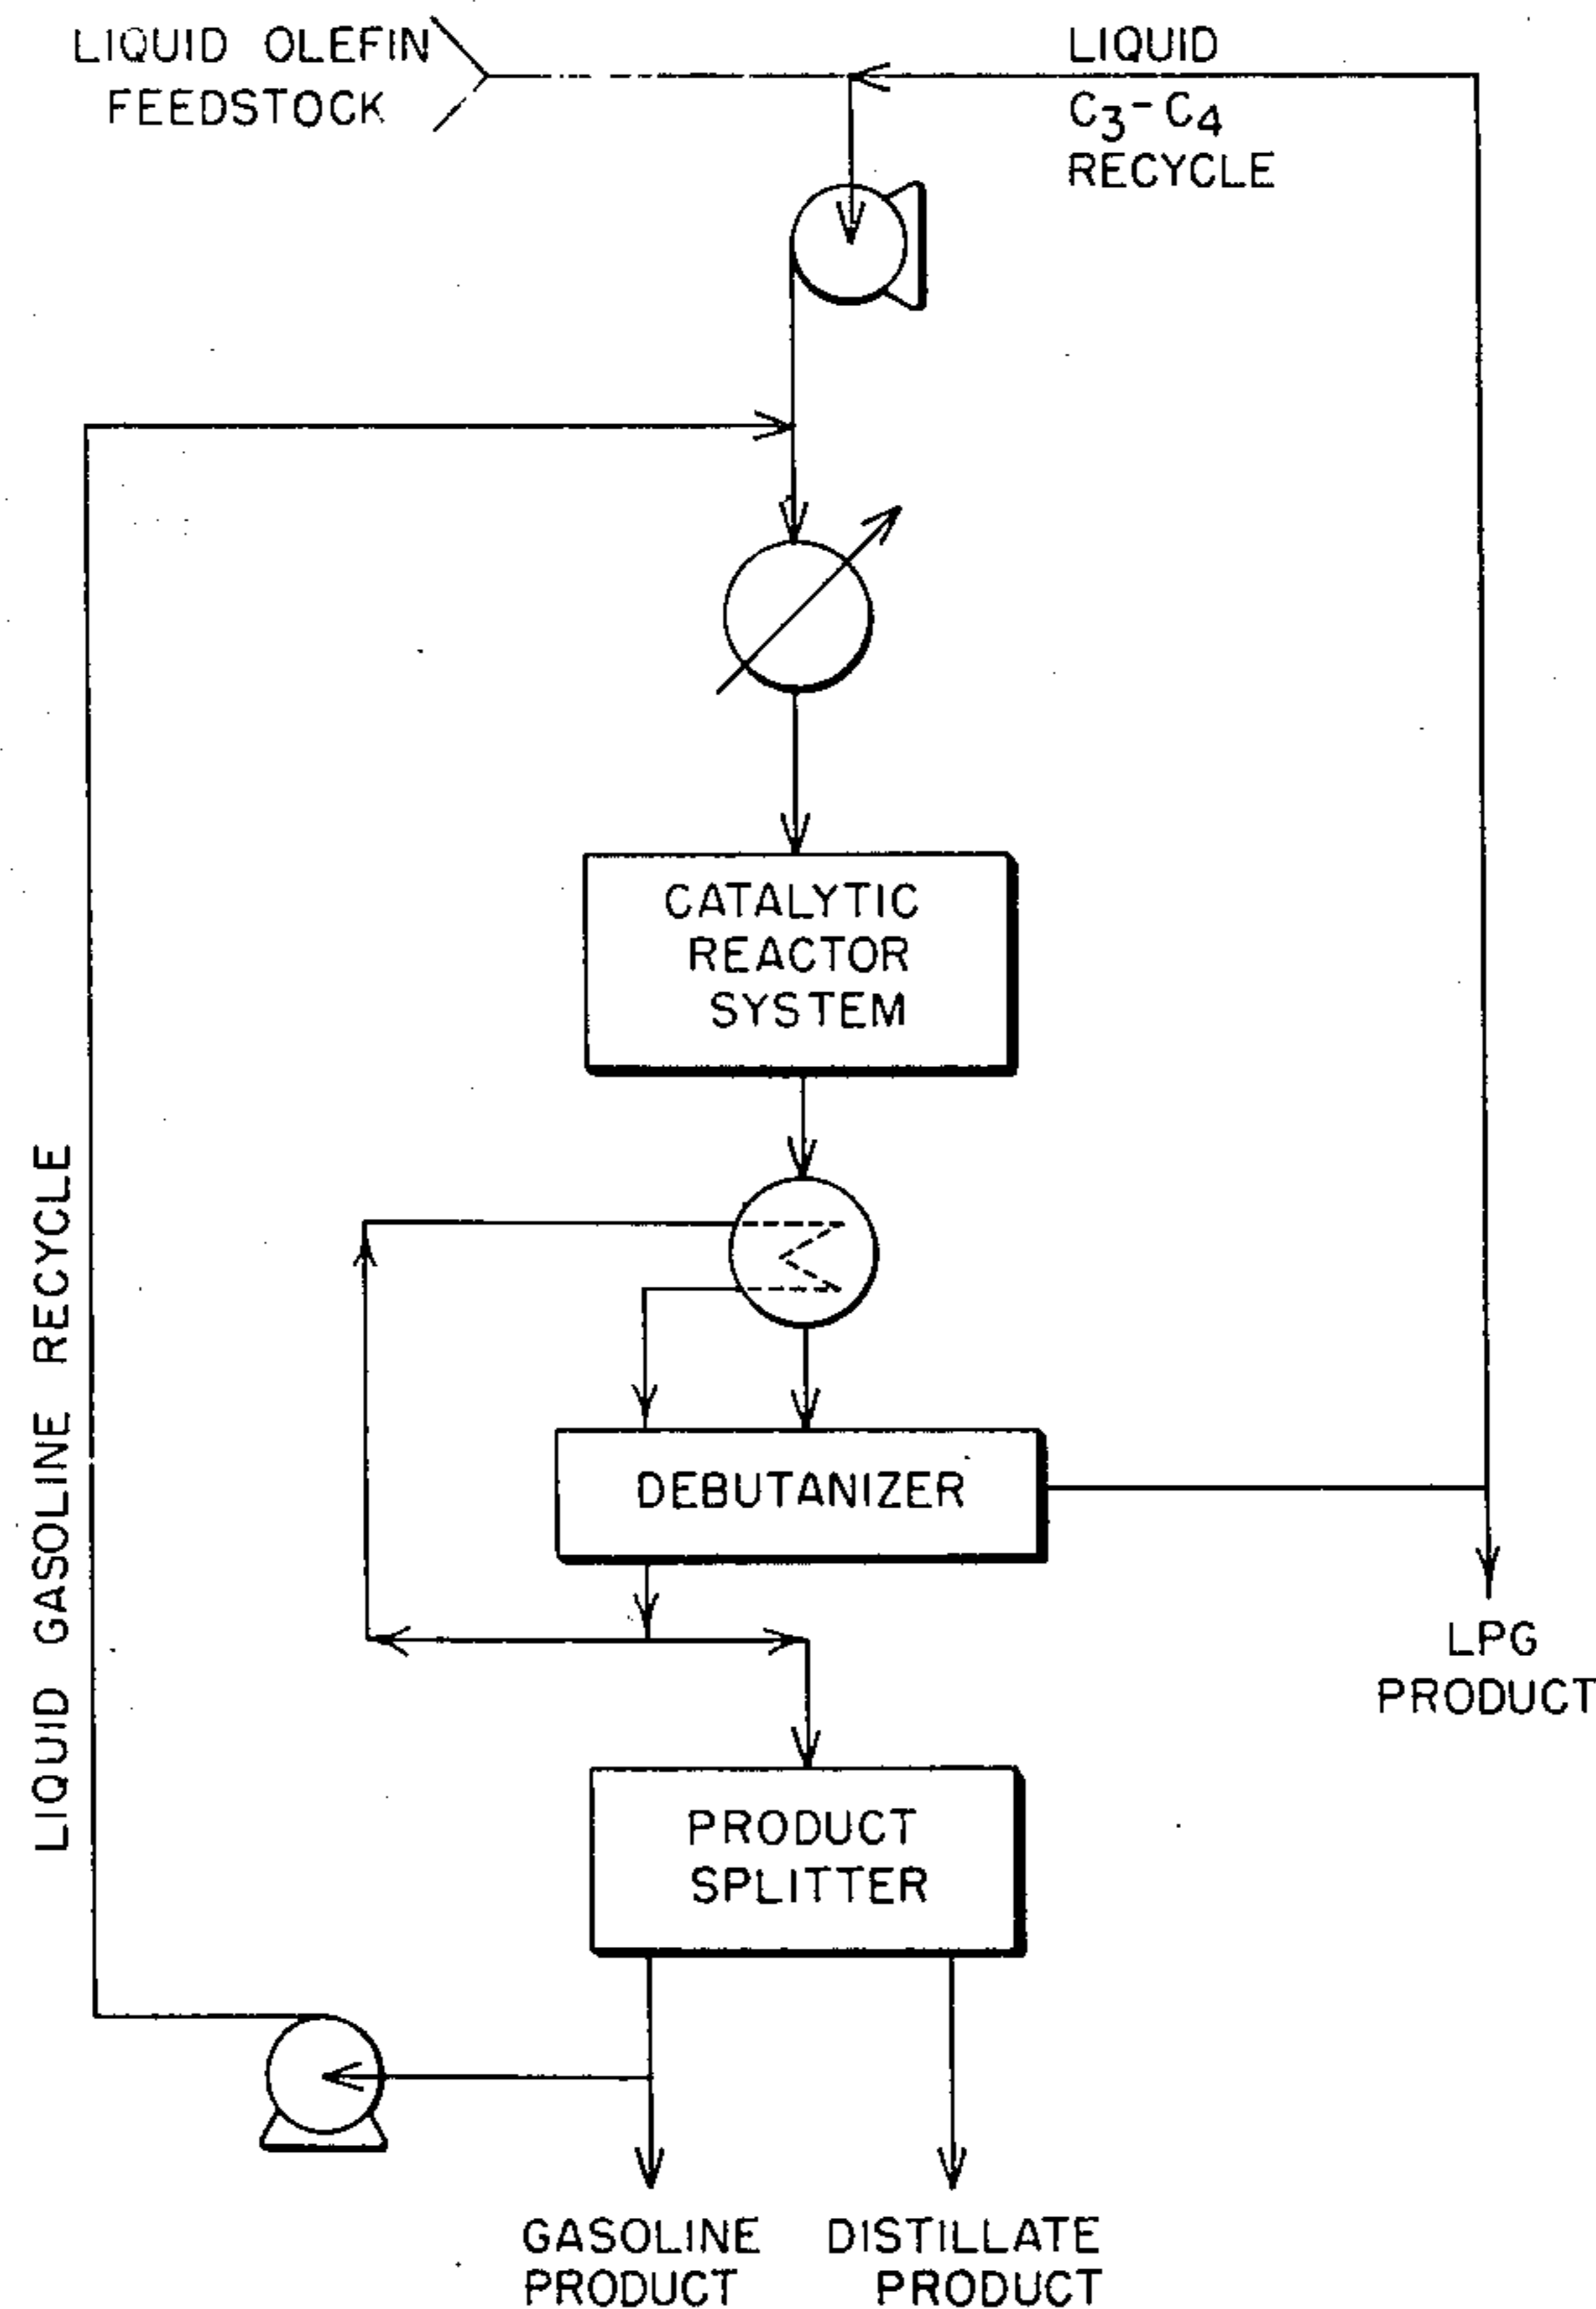 LIQUID OLEFIN
FEEDSTOCK
LIQUID
C3-C4
RECYCLE
CATALYTIC
REACTOR
SYSTEM
LIQUID GASOLINE RECYCLE
DEBUTANIZER
LPG
PRODUCT
PRODUCT
SPLITTER
GASOLINE
PRODUCT
DISTILLATE
PRODUCT